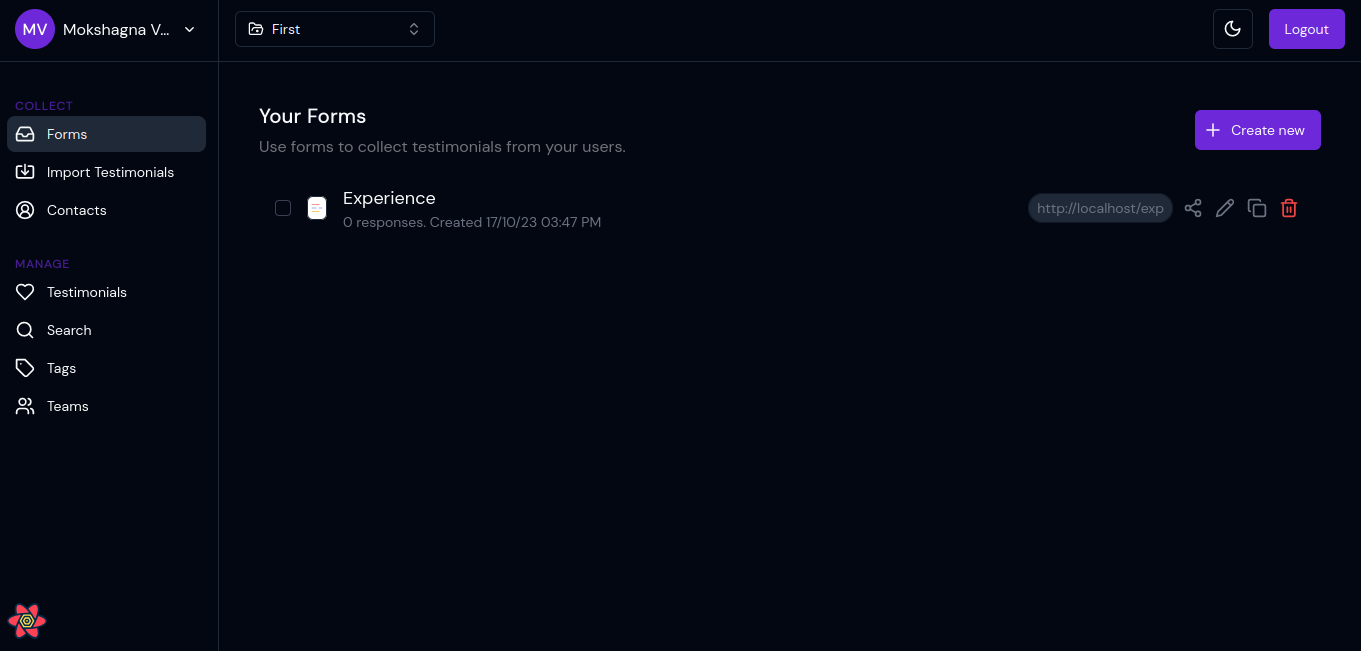 MV Mokshagna V...
First
Logout
COLLECT
Forms
Import Testimonials
Contacts
MANAGE
Testimonials
Search
Tags
Teams
Your Forms
Use forms to collect testimonials from your users.
Create new
Experience
0 responses. Created 17/10/23 03:47 PM
http://localhost/exp